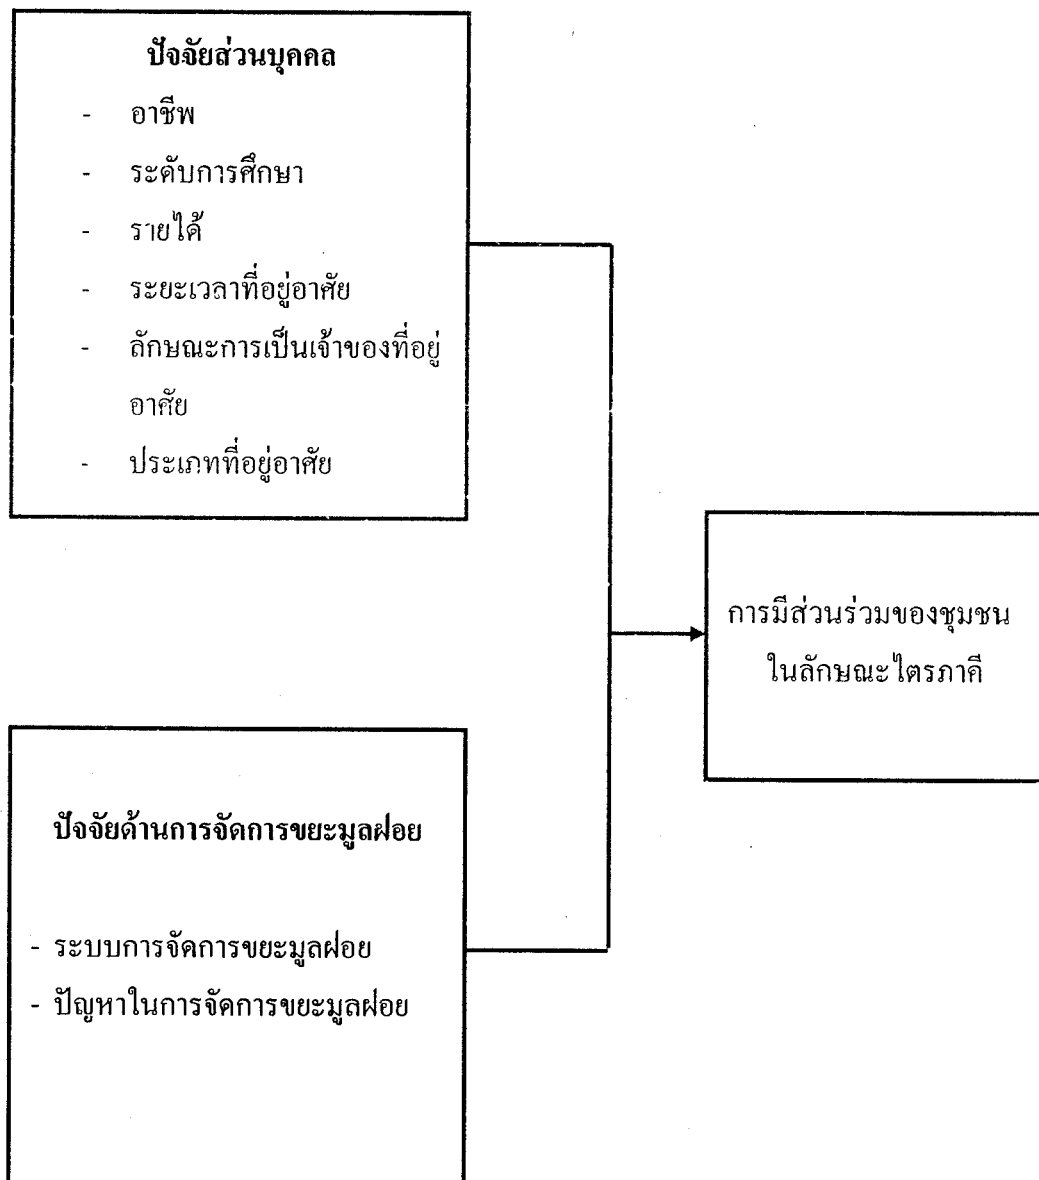 ปัจจัยส่วนบุคคล
- อาชีพ
- ระดับการศึกษา
- รายได้
- ระยะเวลาที่อยู่อาศัย
- ลักษณะการเป็นเจ้าของที่อยู่
อาศัย
- ประเภทที่อยู่อาศัย
การมีส่วนร่วมของชุมชน
ในลักษณะไตรภาคี
ปัจจัยด้านการจัดการขยะมูลฝอย
- ระบบการจัดการขยะมูลฝอย
- ปัญหาในการจัดการขยะมูลฝอย